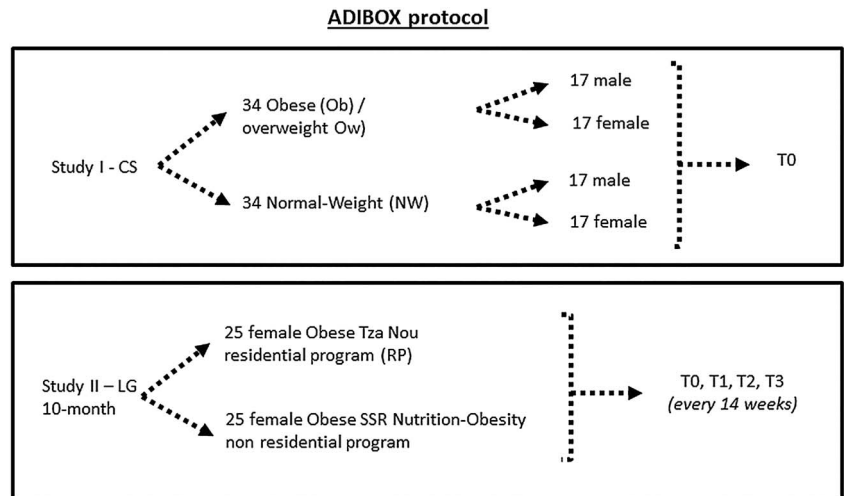 ADIBOX protocol
Study I - CS
34 Obese (Ob) /
overweight Ow)
34 Normal-Weight (NW)
17 male
17 female
17 male
17 female
T0
Study II – LG
10-month
25 female Obese Tza Nou
residential program (RP)
25 female Obese SSR Nutrition-Obesity
non residential program
T0, T1, T2, T3
(every 14 weeks)